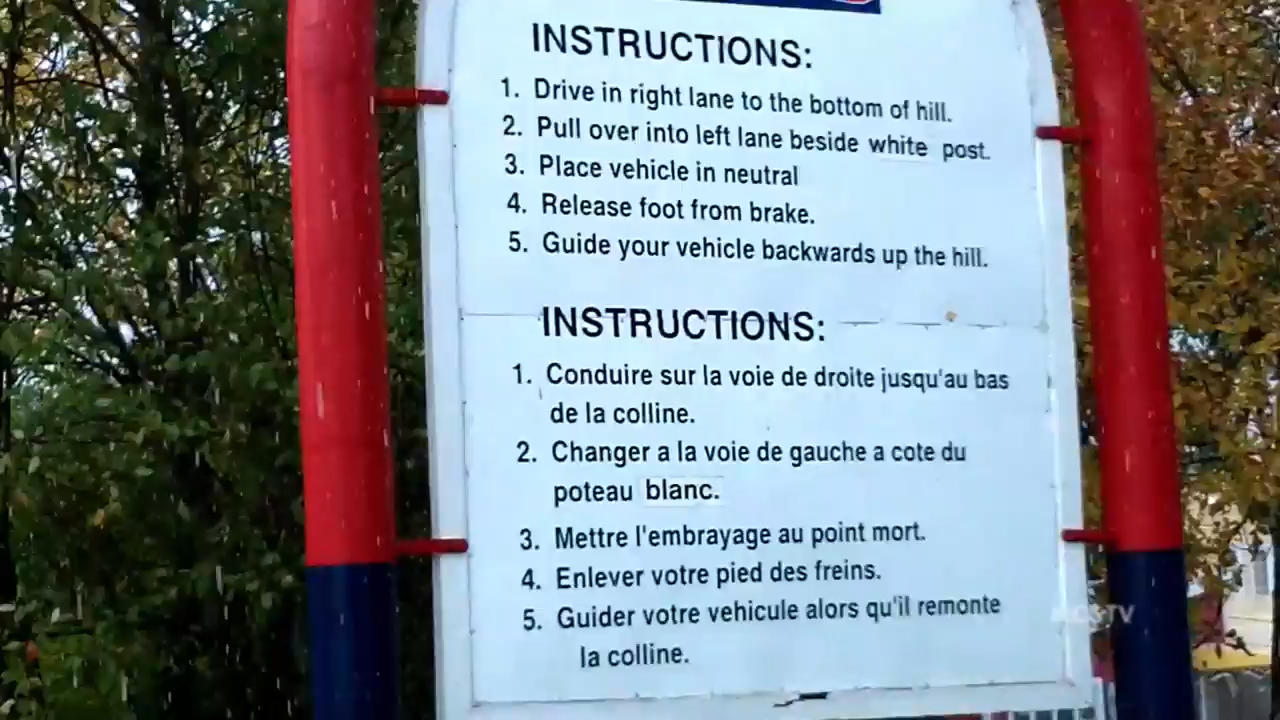 INSTRUCTIONS:
1. Drive in right lane to the bottom of hill.
2. Pull over into left lane beside white post.
3. Place vehicle in neutral
4. Release foot from brake.
5. Guide your vehicle backwards up the hill.
INSTRUCTIONS:
1. Conduire sur la voie de droite jusqu'au bas
de la colline.
2. Changer a la voie de gauche a cote du
poteau blanc.
3. Mettre l'embrayage au point mort.
4. Enlever votre pied des freins.
5. Guider votre vehicule alors qu'il remonte
la colline.